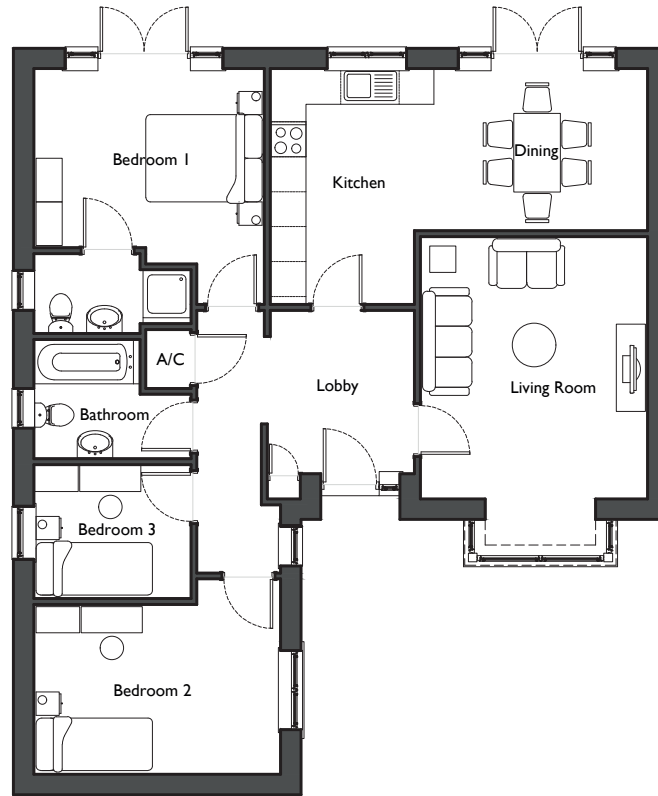 Bedroom 1
Dining
Kitchen
A/C
Lobby
Living Room
Bathroom
Bedroom 3
Bedroom 2